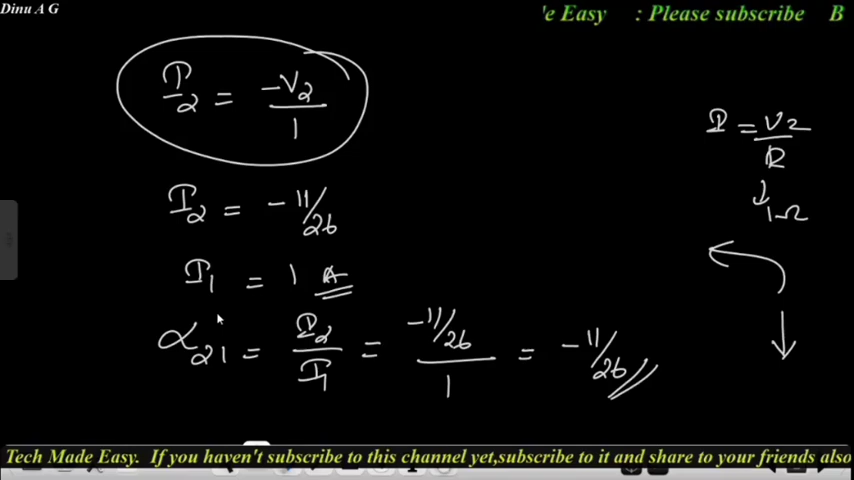 Dinu A G
'e Easy : Please subscribe B
I2 = -V2/1
I = V2/R
↓
1Ω
I2 = -11/26
I1 = 1 A
α21 = I2/I1 = -11/26/1 = -11/26
Tech Made Easy. If you haven't subscribe to this channel yet,subscribe to it and share to your friends also